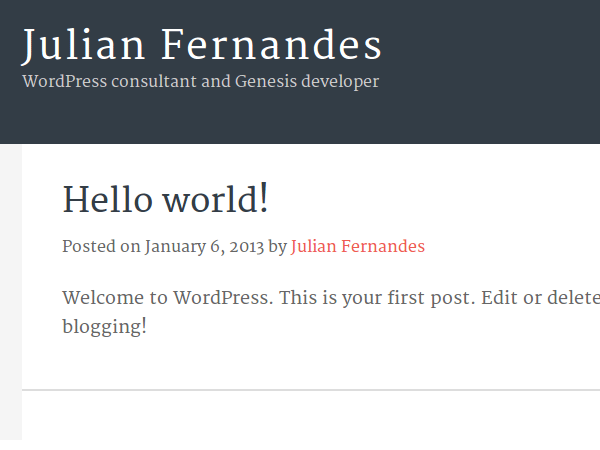 Julian Fernandes
WordPress consultant and Genesis developer
Hello world!
Posted on January 6, 2013 by Julian Fernandes
Welcome to WordPress. This is your first post. Edit or delete
blogging!